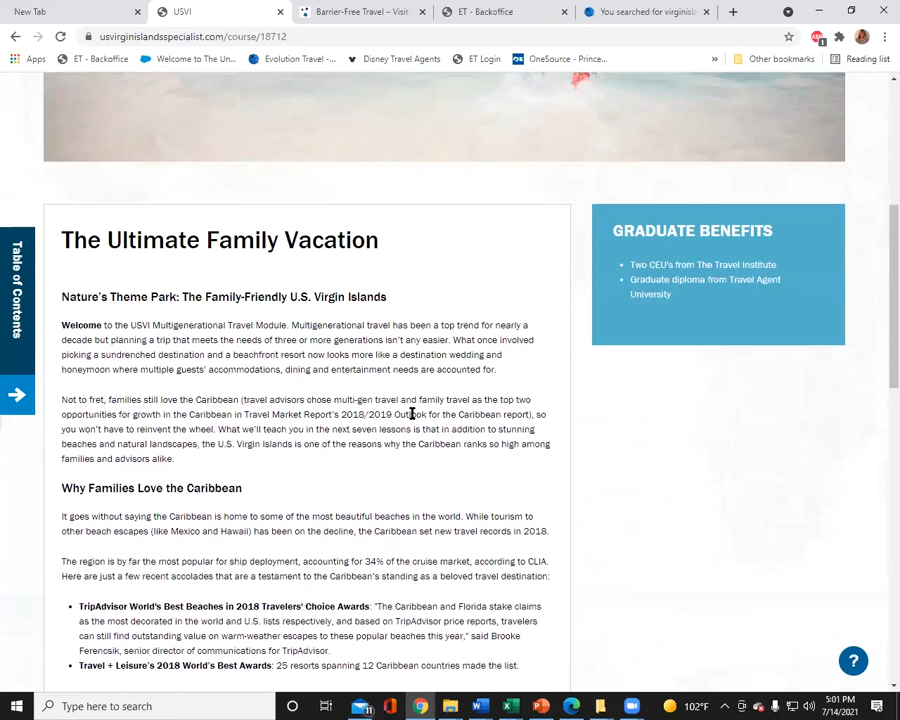 New Tab
USVI
Barrier-Free Travel – Visit
ET - Backoffice
You searched for virginisl
usvirginislandsspecialist.com/course/18712
1
Apps
ET - Backoffice
Welcome to The Un...
Evolution Travel -...
Disney Travel Agents
ET Login
OneSource - Prince...
»
Other bookmarks
Reading list
Table of Contents
The Ultimate Family Vacation
Nature's Theme Park: The Family-Friendly U.S. Virgin Islands
Welcome to the USVI Multigenerational Travel Module. Multigenerational travel has been a top trend for nearly a
decade but planning a trip that meets the needs of three or more generations isn't any easier. What once involved
picking a sundrenched destination and a beachfront resort now looks more like a destination wedding and
honeymoon where multiple guests' accommodations, dining and entertainment needs are accounted for.
Not to fret, families still love the Caribbean (travel advisors chose multi-gen travel and family travel as the top two
opportunities for growth in the Caribbean in Travel Market Report's 2018/2019 Outlook for the Caribbean report), so
you won't have to reinvent the wheel. What we'll teach you in the next seven lessons is that in addition to stunning
beaches and natural landscapes, the U.S. Virgin Islands is one of the reasons why the Caribbean ranks so high among
families and advisors alike.
Why Families Love the Caribbean
It goes without saying the Caribbean is home to some of the most beautiful beaches in the world. While tourism to
other beach escapes (like Mexico and Hawaii) has been on the decline, the Caribbean set new travel records in 2018.
The region is by far the most popular for ship deployment, accounting for 34% of the cruise market, according to CLIA.
Here are just a few recent accolades that are a testament to the Caribbean's standing as a beloved travel destination:
• TripAdvisor World's Best Beaches in 2018 Travelers' Choice Awards: "The Caribbean and Florida stake claims
as the most decorated in the world and U.S. lists respectively, and based on TripAdvisor price reports, travelers
can still find outstanding value on warm-weather escapes to these popular beaches this year," said Brooke
Ferencsik, senior director of communications for TripAdvisor.
• Travel + Leisure's 2018 World's Best Awards: 25 resorts spanning 12 Caribbean countries made the list.
GRADUATE BENEFITS
• Two CEU's from The Travel Institute
• Graduate diploma from Travel Agent
University
?
Type here to search
11
102°F
5:01 PM
7/14/2021